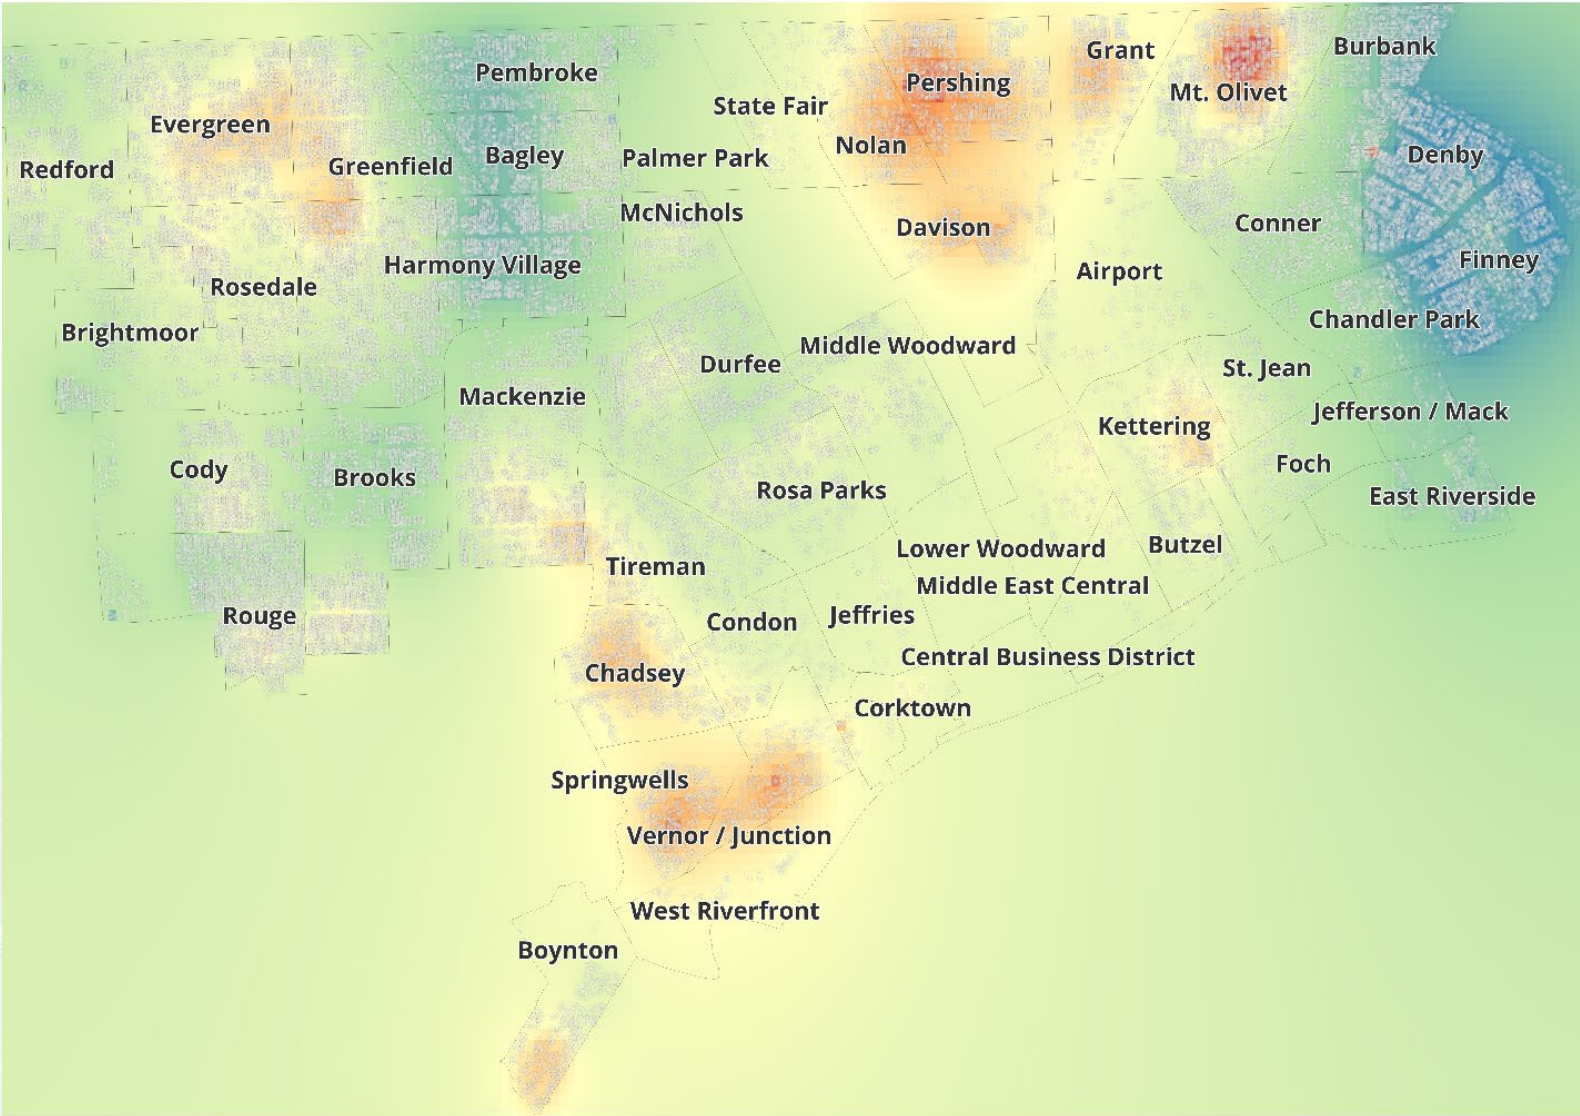 Burbank
Grant
Pembroke
Pershing
Mt. Olivet
State Fair
Evergreen
Nolan
Denby
Bagley
Palmer Park
Greenfield
Redford
McNichols
Conner
Davison
Finney
Harmony Village
Airport
Rosedale
Chandler Park
Brightmoor
Middle Woodward
Durfee
St. Jean
Mackenzie
Jefferson / Mack
Kettering
Foch
Cody
Brooks
Rosa Parks
East Riverside
Butzel
Lower Woodward
Tireman
Middle East Central
Rouge
Jeffries
Condon
Central Business District
Chadsey
Corktown
Springwells
Vernor / Junction
West Riverfront
Boynton